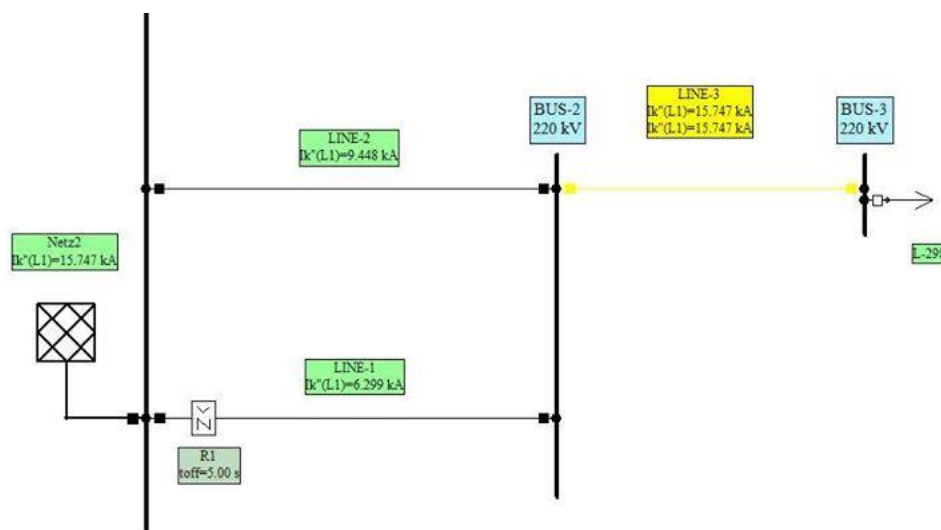 LINE-2
Ik"(L1)=9.448 kA
BUS-2
220 kV
LINE-3
Ik"(L1)=15.747 kA
Ik"(L1)=15.747 kA
BUS-3
220 kV
Netz2
Ik"(L1)=15.747 kA
LINE-1
Ik"(L1)=6.299 kA
R1
toff=5.00 s